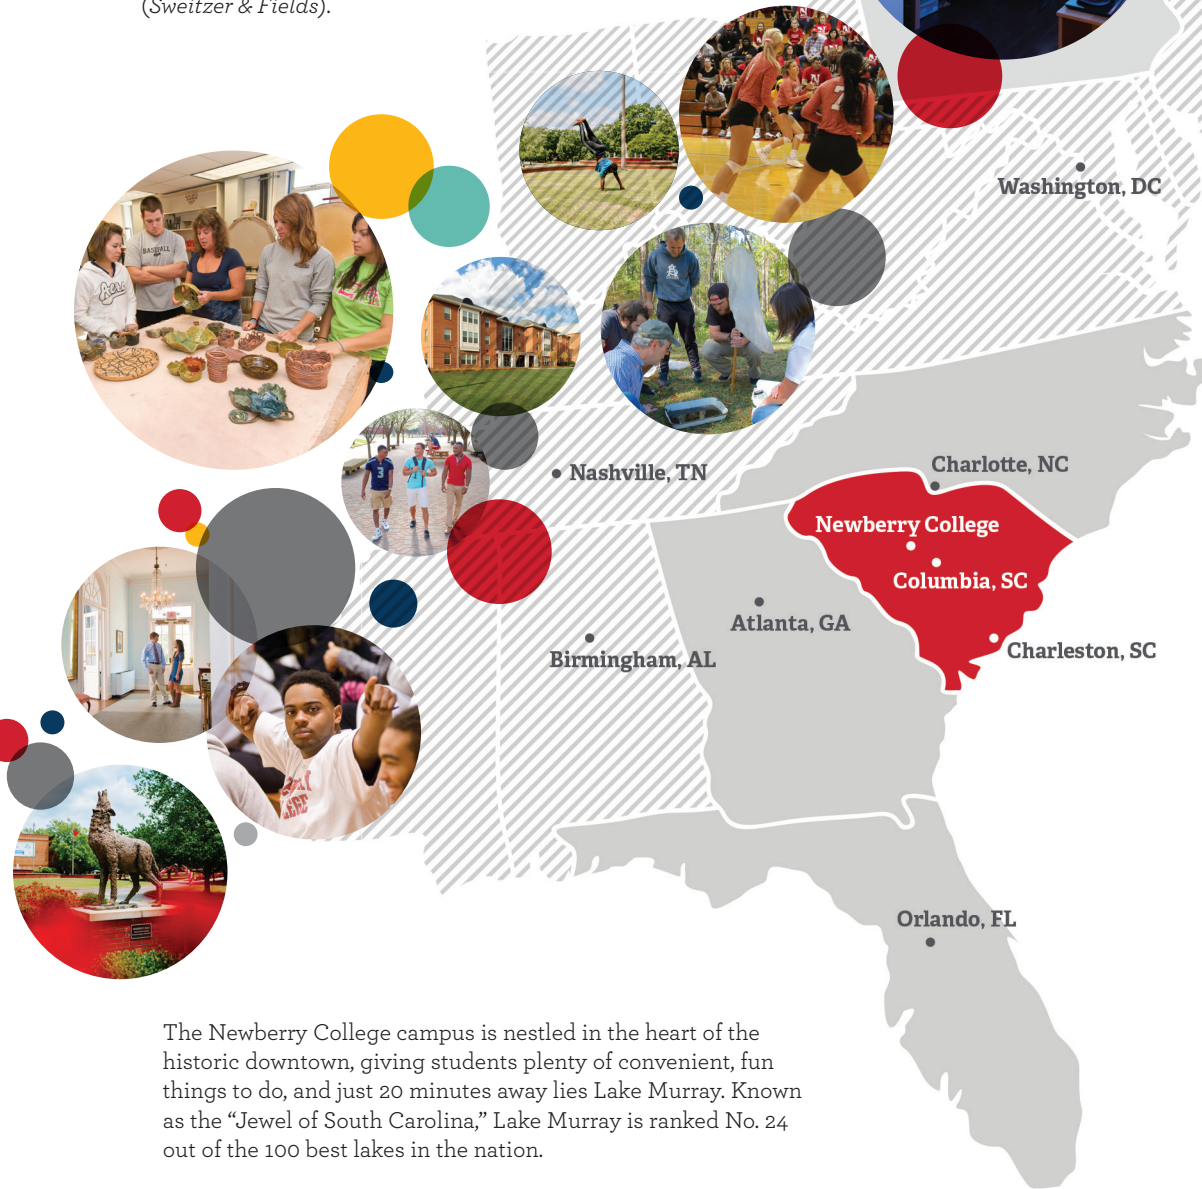 (Sweitzer & Fields).
Washington, DC
BASEBALL
Nashville, TN
Charlotte, NC
Newberry College
Columbia, SC
Atlanta, GA
Birmingham, AL
Charleston, SC
Orlando, FL
The Newberry College campus is nestled in the heart of the
historic downtown, giving students plenty of convenient, fun
things to do, and just 20 minutes away lies Lake Murray. Known
as the “Jewel of South Carolina,” Lake Murray is ranked No. 24
out of the 100 best lakes in the nation.